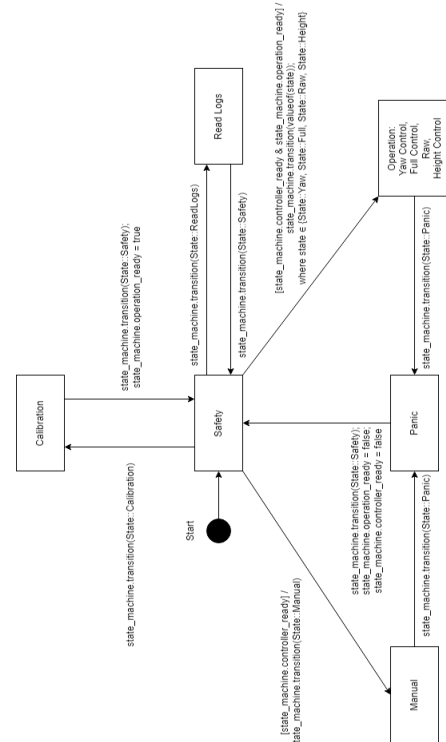 Calibration
state_machine.transition(State::Safety);
state_machine.operation_ready = true
state_machine.transition(State::Calibration)
Start
Safety
Read Logs
state_machine.transition(State::ReadLogs)
state_machine.transition(State::Safety)
[state_machine.controller_ready & state_machine.operation_ready] /
state_machine.transition(valueof(state));
where state ∈ {State::Yaw, State::Full, State::Raw, State::Height}
[state_machine.controller_ready] /
state_machine.transition(State::Manual)
state_machine.transition(State::Safety);
state_machine.operation_ready = false;
state_machine.controller_ready = false
Manual
state_machine.transition(State::Panic)
Panic
state_machine.transition(State::Panic)
Operation:
Yaw Control,
Full Control,
Raw,
Height Control